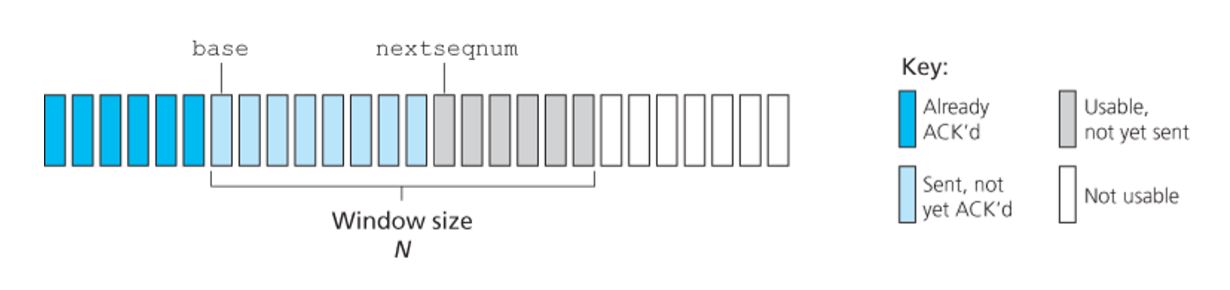 base
nextseqnum
Window size
N
Key:
Already
ACK'd
Usable,
not yet sent
Sent, not
yet ACK'd
Not usable